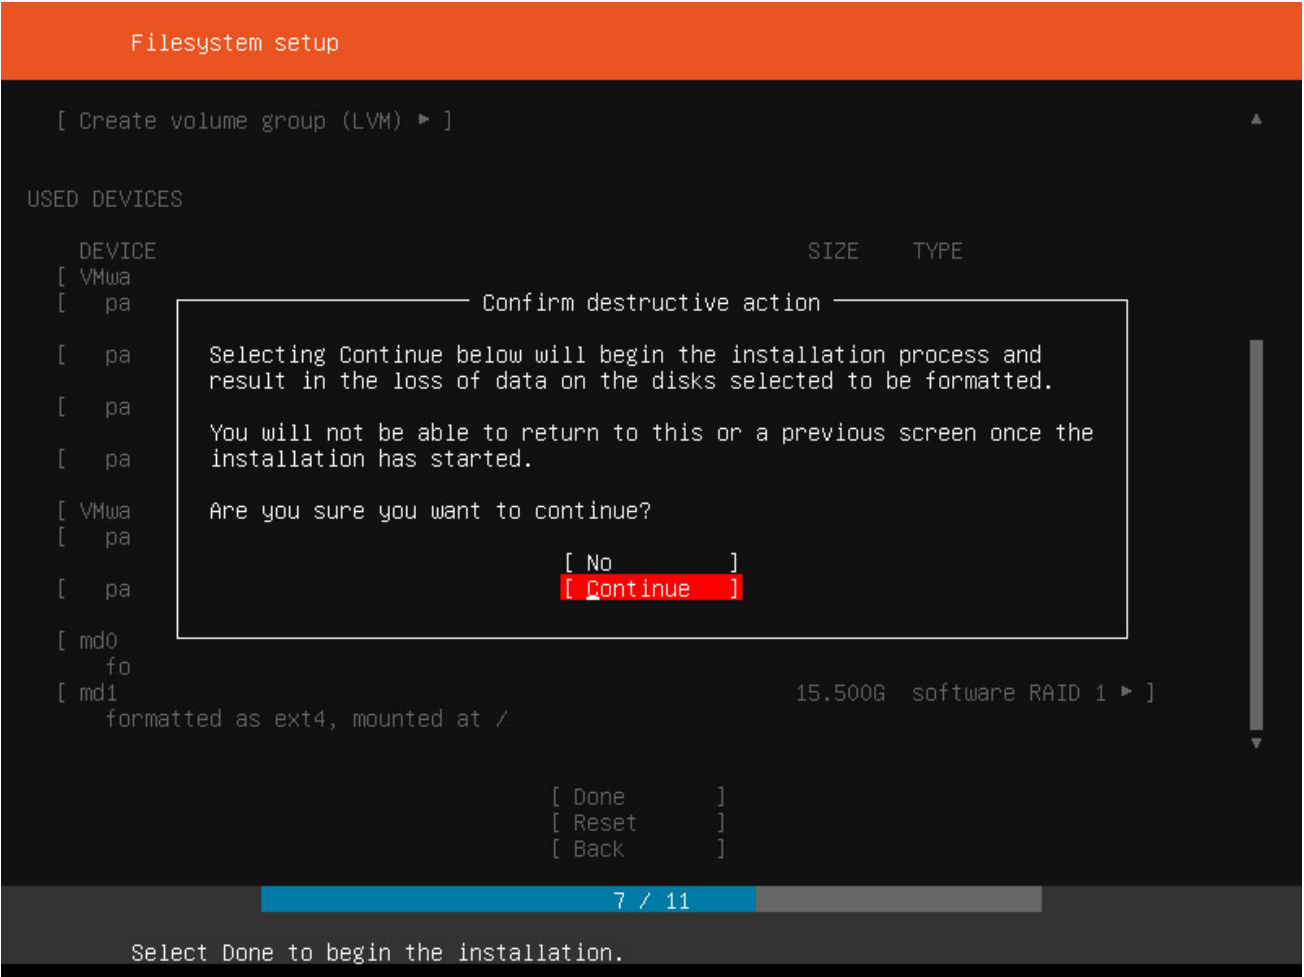 Filesystem setup
[ Create volume group (LVM) ▸ ]
USED DEVICES
DEVICE SIZE TYPE
[ VMwa
[ pa
Confirm destructive action
[ pa
Selecting Continue below will begin the installation process and
result in the loss of data on the disks selected to be formatted.
[ pa
You will not be able to return to this or a previous screen once the
[ pa
installation has started.
[ VMwa
Are you sure you want to continue?
[ pa
[ No ]
[ pa
[ Continue ]
[ md0
fo
[ md1 15.500G software RAID 1 ▸ ]
formatted as ext4, mounted at /
[ Done ]
[ Reset ]
[ Back ]
7 / 11
Select Done to begin the installation.